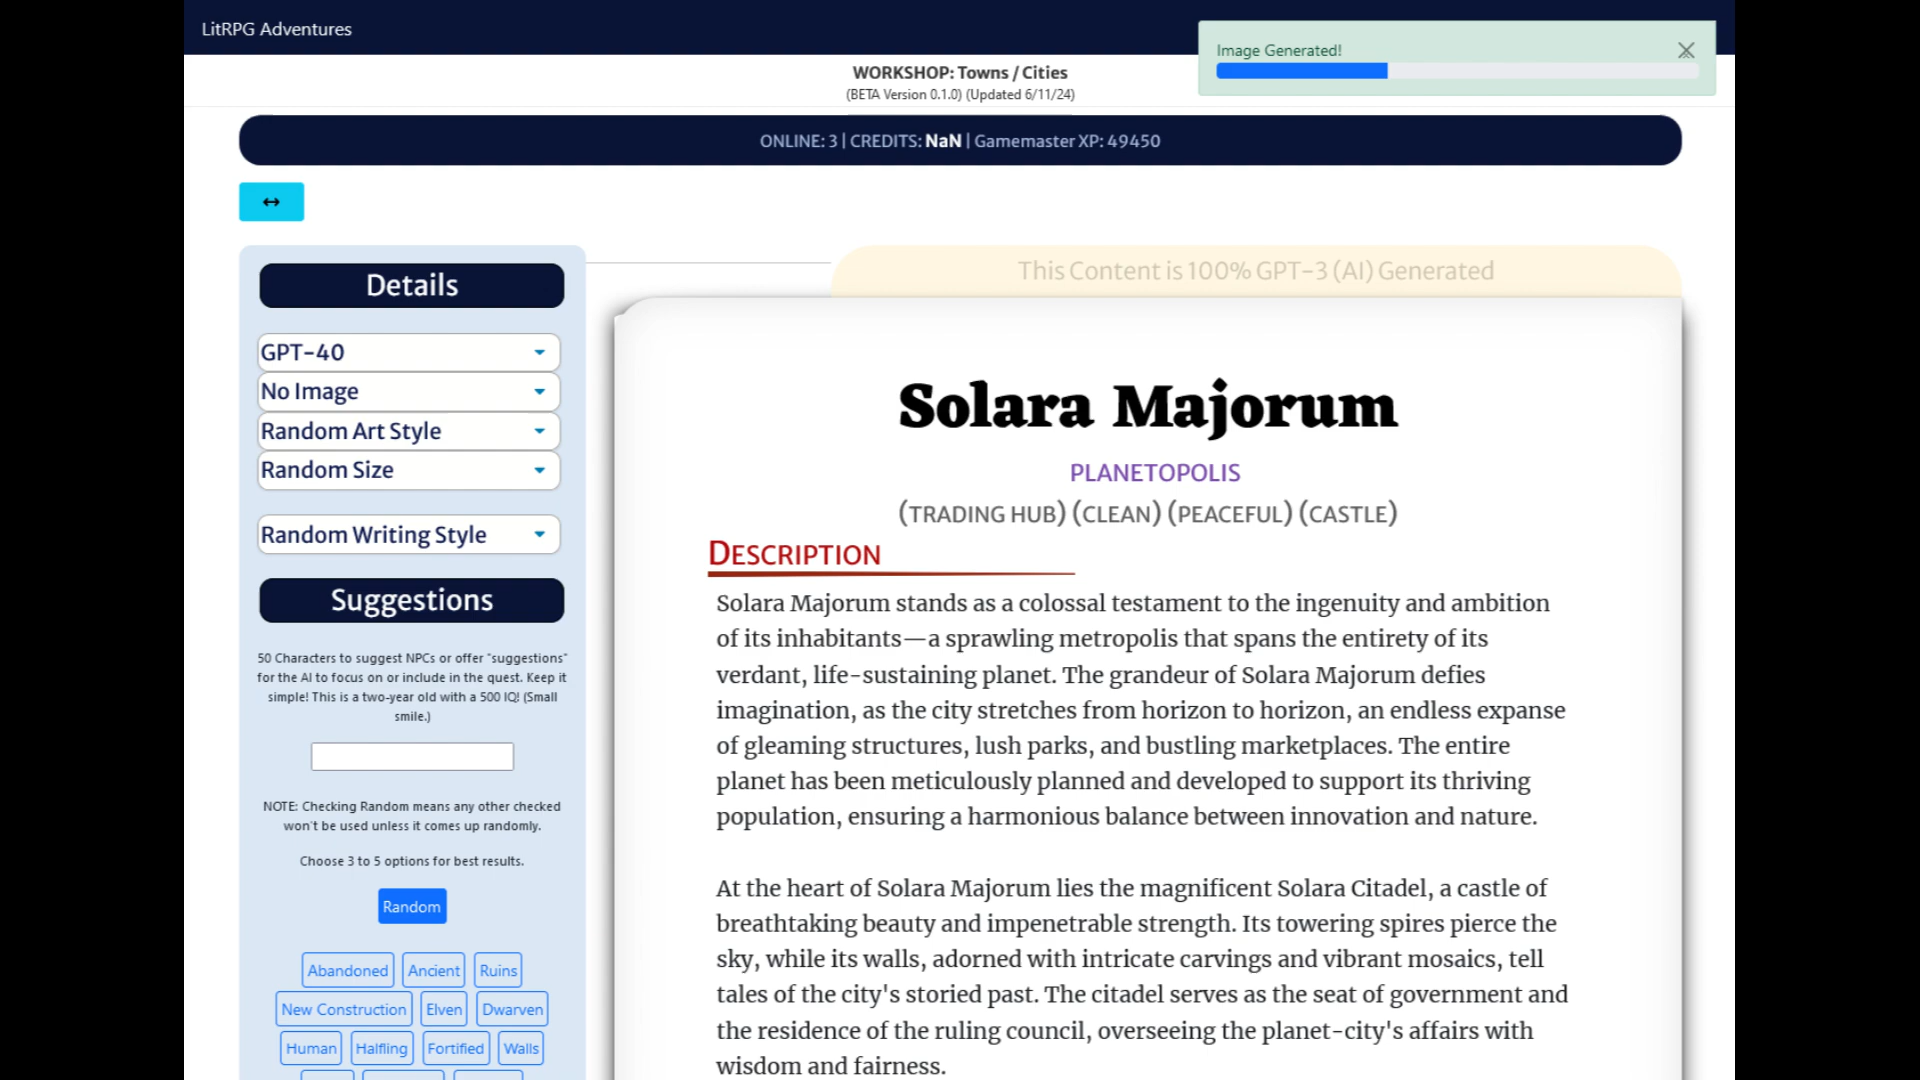 LitRPG Adventures
Image Generated!
WORKSHOP: Towns / Cities
(BETA Version 0.1.0) (Updated 6/11/24)
ONLINE: 3 | CREDITS: NaN | Gamemaster XP: 49450
Details
GPT-40
No Image
Random Art Style
Random Size
Random Writing Style
Suggestions
50 Characters to suggest NPCs or offer "suggestions"
for the AI to focus on or include in the quest. Keep it
simple! This is a two-year old with a 500 IQ! (Small
smile.)
NOTE: Checking Random means any other checked
won't be used unless it comes up randomly.
Choose 3 to 5 options for best results.
Random
Abandoned Ancient Ruins
New Construction Elven Dwarven
Human Halfling Fortified Walls
This Content is 100% GPT-3 (AI) Generated
Solara Majorum
PLANETOPOLIS
(TRADING HUB) (CLEAN) (PEACEFUL) (CASTLE)
DESCRIPTION
Solara Majorum stands as a colossal testament to the ingenuity and ambition
of its inhabitants—a sprawling metropolis that spans the entirety of its
verdant, life-sustaining planet. The grandeur of Solara Majorum defies
imagination, as the city stretches from horizon to horizon, an endless expanse
of gleaming structures, lush parks, and bustling marketplaces. The entire
planet has been meticulously planned and developed to support its thriving
population, ensuring a harmonious balance between innovation and nature.
At the heart of Solara Majorum lies the magnificent Solara Citadel, a castle of
breathtaking beauty and impenetrable strength. Its towering spires pierce the
sky, while its walls, adorned with intricate carvings and vibrant mosaics, tell
tales of the city's storied past. The citadel serves as the seat of government and
the residence of the ruling council, overseeing the planet-city's affairs with
wisdom and fairness.